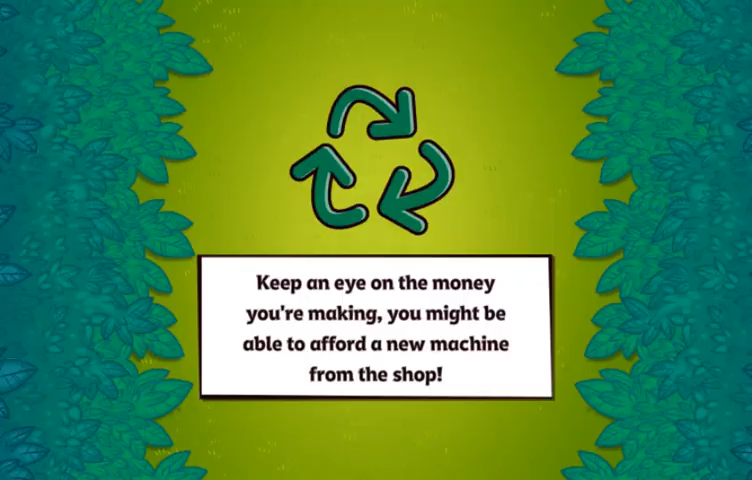 Keep an eye on the money
you're making, you might be
able to afford a new machine
from the shop!